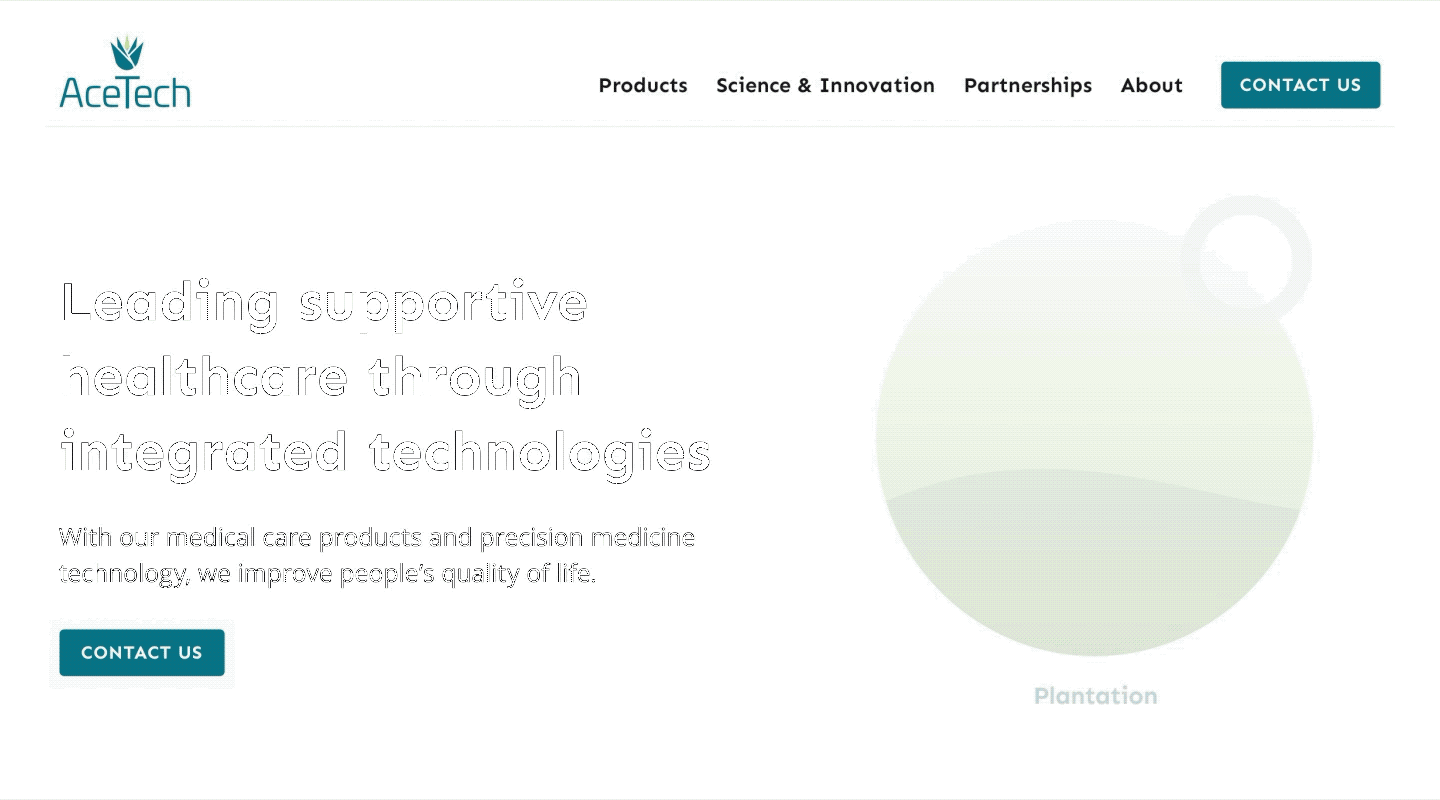 AceTech
Products Science & Innovation Partnerships About CONTACT US
Leading supportive
healthcare through
integrated technologies
With our medical care products and precision medicine
technology, we improve people's quality of life.
CONTACT US
Plantation